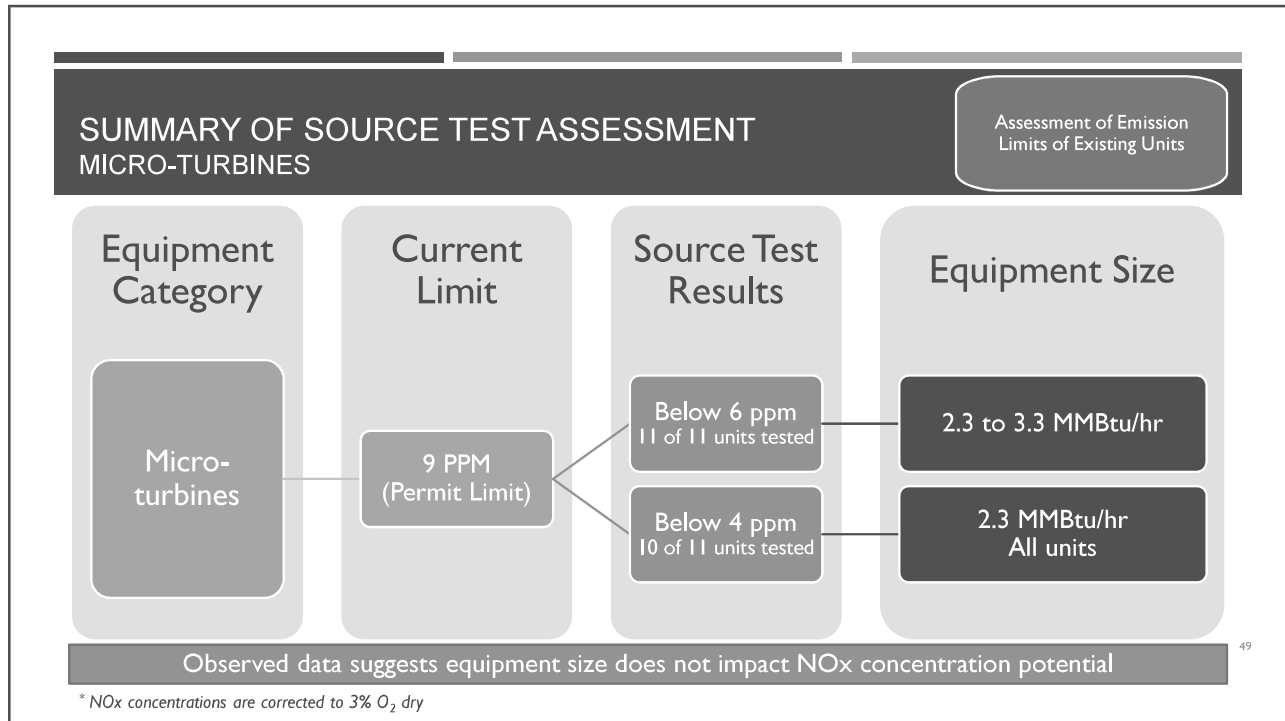 SUMMARY OF SOURCE TEST ASSESSMENT
MICRO-TURBINES
Assessment of Emission
Limits of Existing Units
Equipment
Category
Current
Limit
Source Test
Results
Equipment Size
Micro-
turbines
9 PPM
(Permit Limit)
Below 6 ppm
11 of 11 units tested
2.3 to 3.3 MMBtu/hr
Below 4 ppm
10 of 11 units tested
2.3 MMBtu/hr
All units
Observed data suggests equipment size does not impact NOx concentration potential
49
* NOx concentrations are corrected to 3% O₂ dry